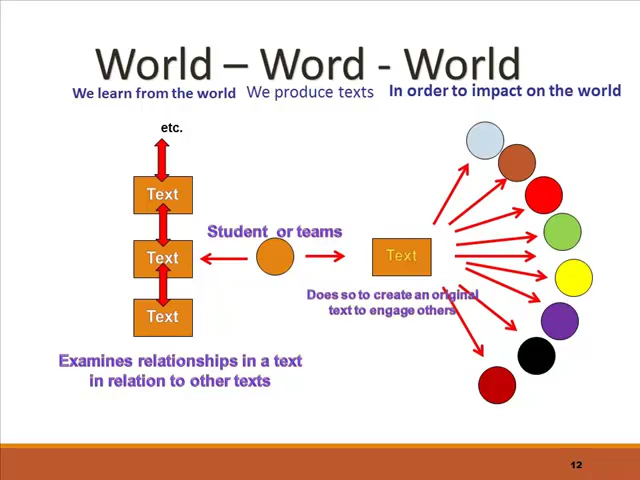 World – Word - World
We learn from the world We produce texts In order to impact on the world
etc.
Text
Student or teams
Text
Text
Does so to create an original
text to engage others
Text
Examines relationships in a text
in relation to other texts
12